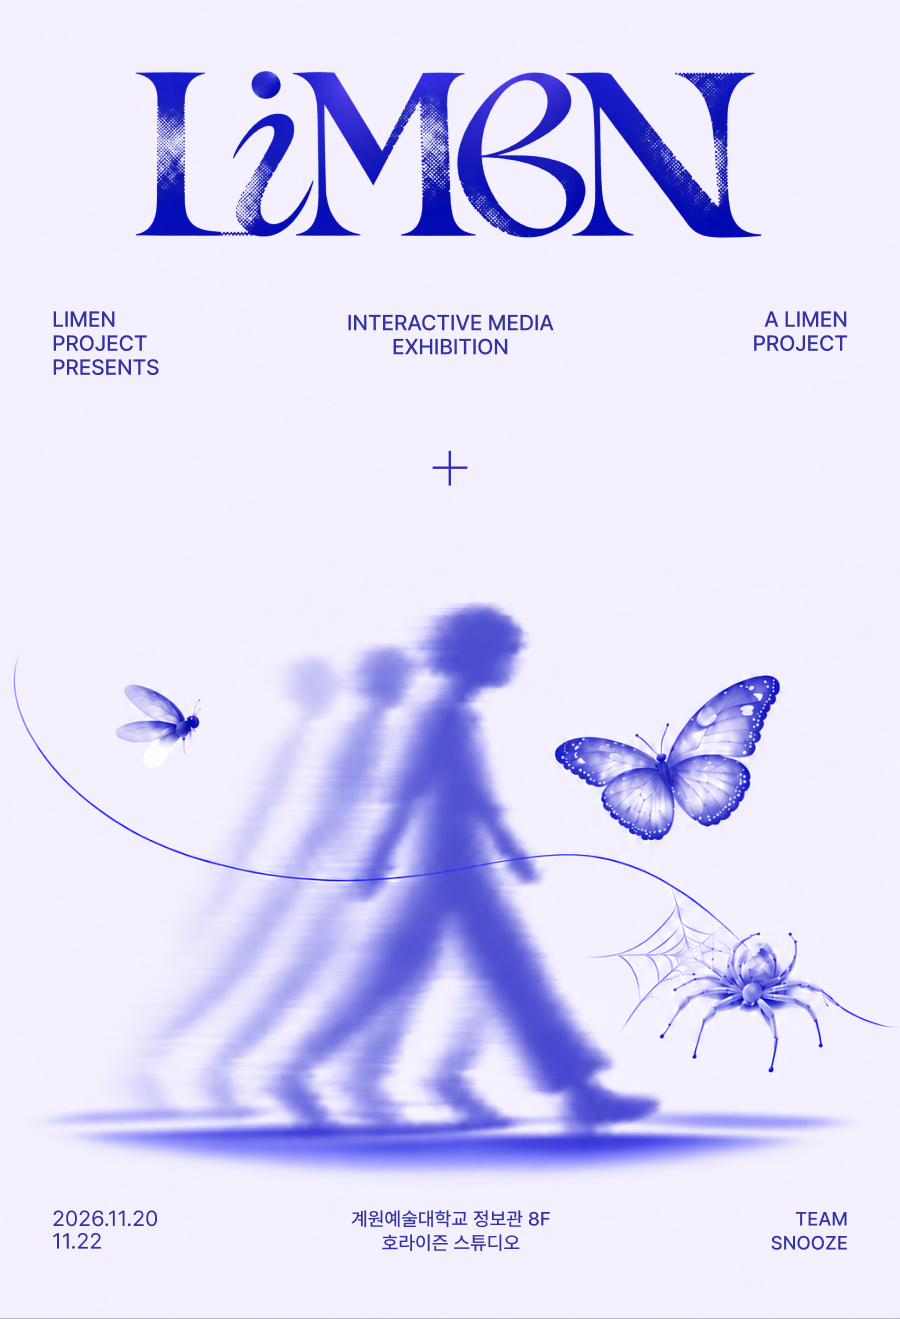 LiMeN
LIMEN
PROJECT
PRESENTS
INTERACTIVE MEDIA
EXHIBITION
A LIMEN
PROJECT
2026.11.20
11.22
계원예술대학교 정보관 8F
호라이즌 스튜디오
TEAM
SNOOZE